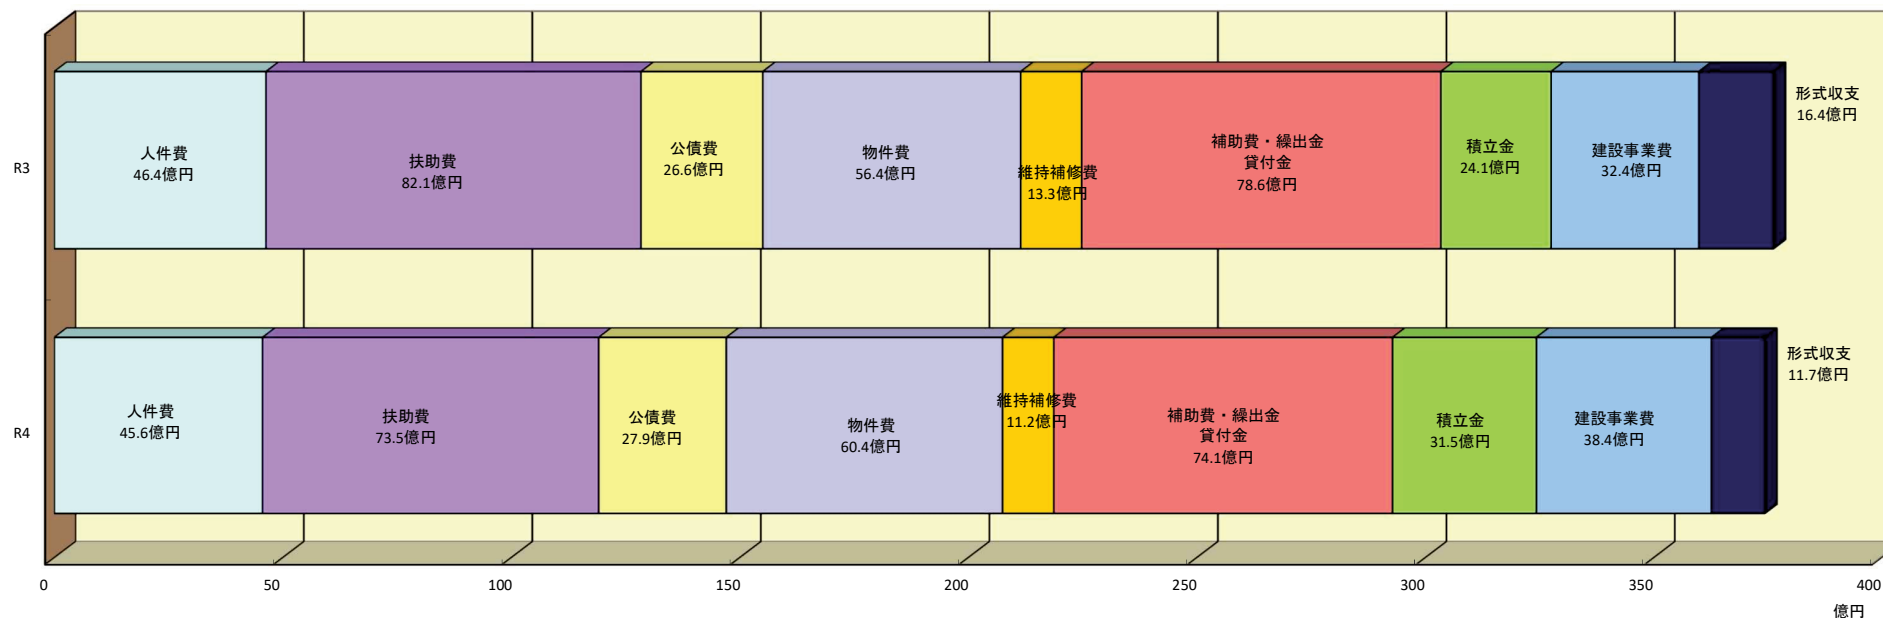 形式収支
16.4億円
R3
人件費
46.4億円
扶助費
82.1億円
公債費
26.6億円
物件費
56.4億円
維持補修費
13.3億円
補助費・繰出金
貸付金
78.6億円
積立金
24.1億円
建設事業費
32.4億円
形式収支
11.7億円
R4
人件費
45.6億円
扶助費
73.5億円
公債費
27.9億円
物件費
60.4億円
維持補修費
11.2億円
補助費・繰出金
貸付金
74.1億円
積立金
31.5億円
建設事業費
38.4億円
0 50 100 150 200 250 300 350 400
億円